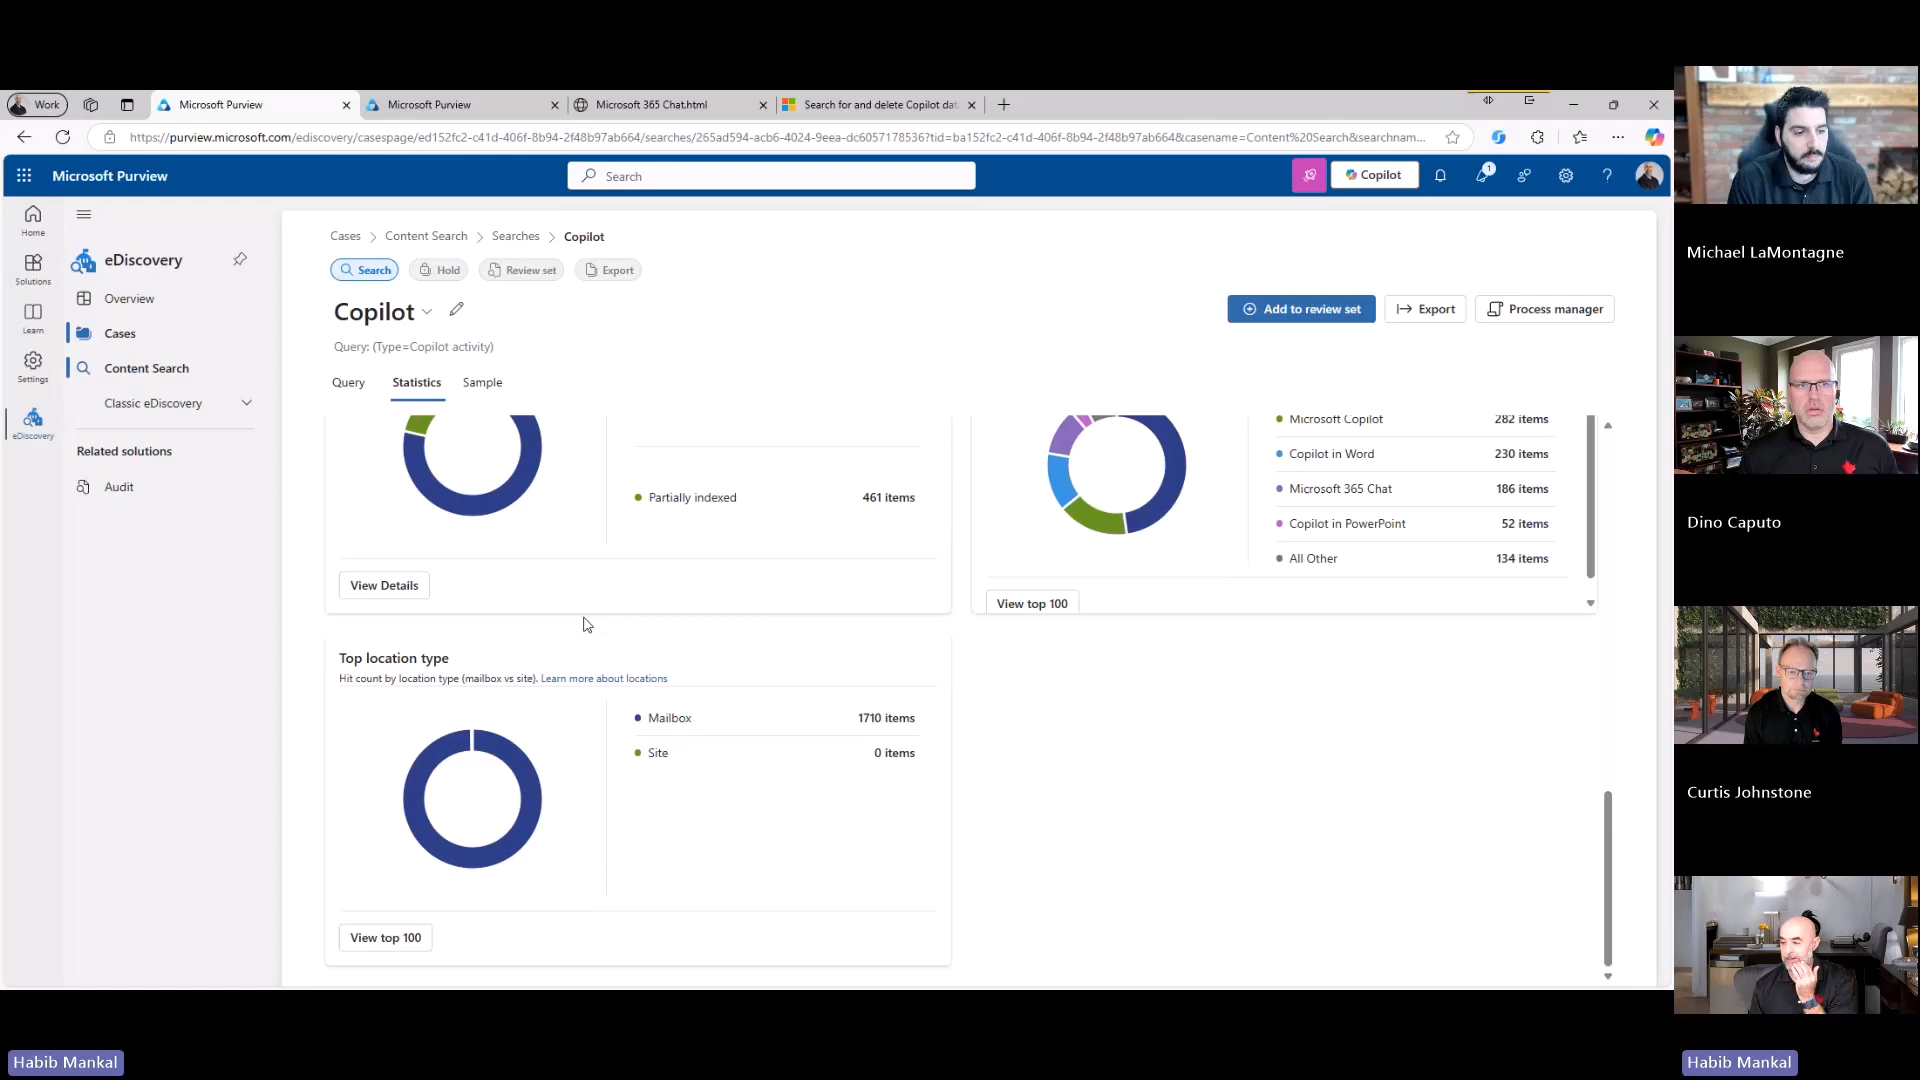 Work
Microsoft Purview
Microsoft Purview
Microsoft 365 Chat.html
Search for and delete Copilot dat
https://purview.microsoft.com/ediscovery/casespage/ed152fc2-c41d-406f-8b94-2f48b97ab664/searches/265ad594-acb6-4024-9eea-dc6057178536?tid=ba152fc2-c41d-406f-8b94-2f48b97ab664&casename=Content%20Search&searchnam...
Microsoft Purview
Search
Copilot
1
Home
Solutions
Learn
Settings
eDiscovery
eDiscovery
Overview
Cases
Content Search
Classic eDiscovery
Related solutions
Audit
Cases > Content Search > Searches > Copilot
Search
Hold
Review set
Export
Copilot
Add to review set
Export
Process manager
Query: (Type=Copilot activity)
Query
Statistics
Sample
Partially indexed 461 items
View Details
Microsoft Copilot 282 items
Copilot in Word 230 items
Microsoft 365 Chat 186 items
Copilot in PowerPoint 52 items
All Other 134 items
View top 100
Top location type
Hit count by location type (mailbox vs site). Learn more about locations
Mailbox 1710 items
Site 0 items
View top 100
Michael LaMontagne
Dino Caputo
Curtis Johnstone
Habib Mankal
Habib Mankal